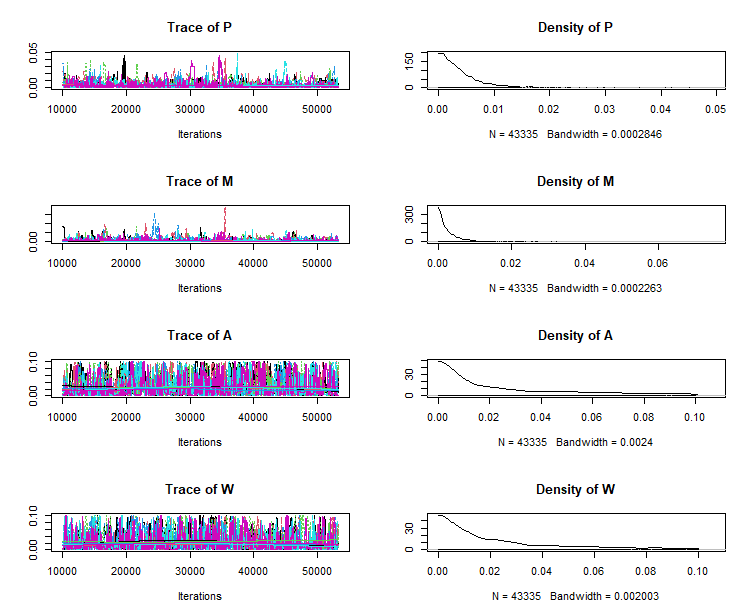 Trace of P
0.05
0.00
10000 20000 30000 40000 50000
Iterations
Density of P
150
0
0.00 0.01 0.02 0.03 0.04 0.05
N = 43335 Bandwidth = 0.0002846
Trace of M
0.00
10000 20000 30000 40000 50000
Iterations
Density of M
300
0
0.00 0.02 0.04 0.06
N = 43335 Bandwidth = 0.0002263
Trace of A
0.10
0.00
10000 20000 30000 40000 50000
Iterations
Density of A
30
0
0.00 0.02 0.04 0.06 0.08 0.10
N = 43335 Bandwidth = 0.0024
Trace of W
0.10
0.00
10000 20000 30000 40000 50000
Iterations
Density of W
30
0
0.00 0.02 0.04 0.06 0.08 0.10
N = 43335 Bandwidth = 0.002003